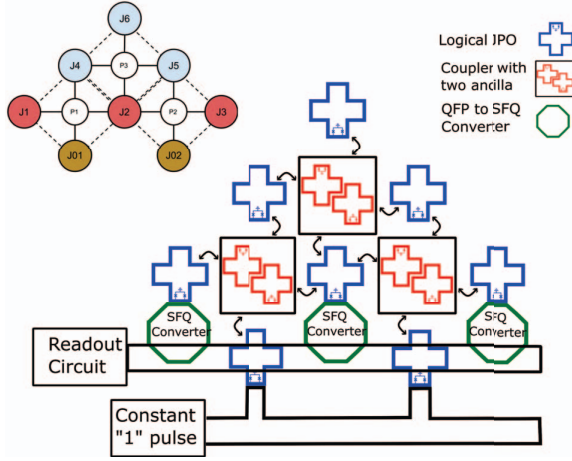 J6
Logical JPO
J4
P3
J5
Coupler with
two ancilla
QFP to SFQ
Converter
J1
P1
J2
P2
J3
J01
J02
SFQ
Converter
SFQ
Converter
SFQ
Converter
Readout
Circuit
Constant
"1" pulse